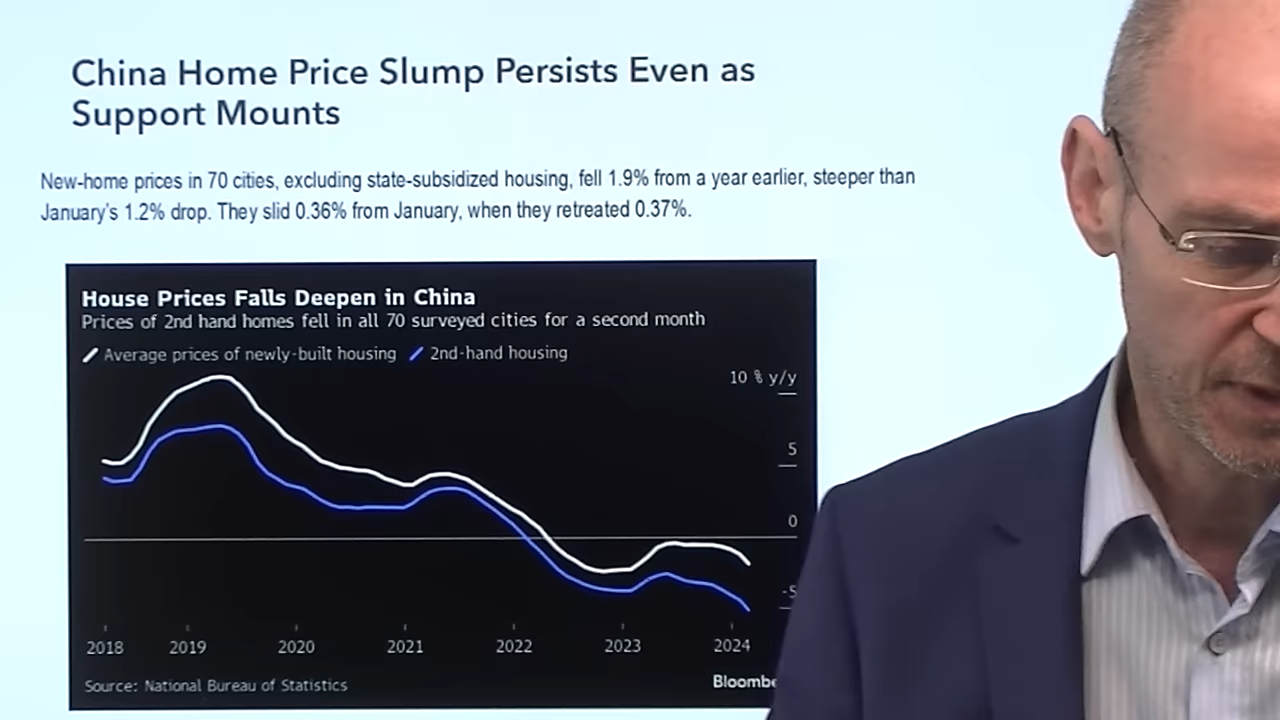 China Home Price Slump Persists Even as
Support Mounts
New-home prices in 70 cities, excluding state-subsidized housing, fell 1.9% from a year earlier, steeper than
January's 1.2% drop. They slid 0.36% from January, when they retreated 0.37%.
House Prices Falls Deepen in China
Prices of 2nd hand homes fell in all 70 surveyed cities for a second month
Average prices of newly-built housing 2nd-hand housing
10 % y/y
5
0
-5
2018 2019 2020 2021 2022 2023 2024
Source: National Bureau of Statistics